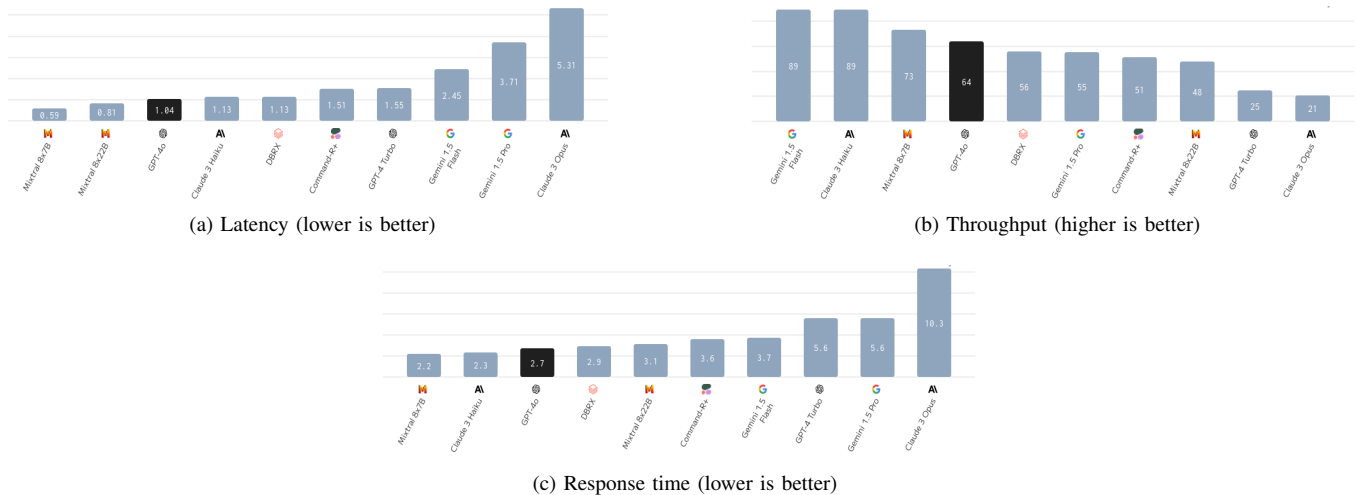 0.59
0.81
1.04
1.13
1.13
1.51
1.55
2.45
3.71
5.31
Mixtral 8x7B
Mixtral 8x22B
GPT-4o
Claude 3 Haiku
DBRX
Command-R+
GPT-4 Turbo
Gemini 1.5
Flash
Gemini 1.5 Pro
Claude 3 Opus
(a) Latency (lower is better)
89
89
73
64
56
55
51
48
25
21
Gemini 1.5
Flash
Claude 3 Haiku
Mixtral 8x7B
GPT-4o
DBRX
Gemini 1.5 Pro
Command-R+
Mixtral 8x22B
GPT-4 Turbo
Claude 3 Opus
(b) Throughput (higher is better)
2.2
2.3
2.7
2.9
3.1
3.6
3.7
5.6
5.6
10.3
Mixtral 8x7B
Claude 3 Haiku
GPT-4o
DBRX
Mixtral 8x22B
Command-R+
Gemini 1.5
Flash
GPT-4 Turbo
Gemini 1.5 Pro
Claude 3 Opus
(c) Response time (lower is better)